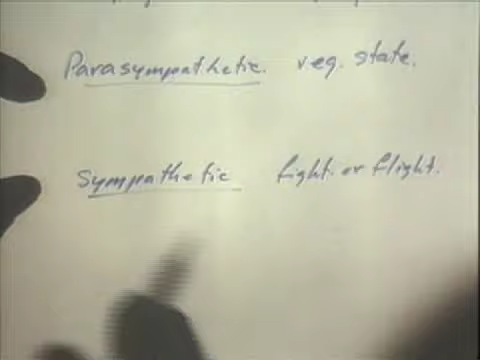 Parasympathetic. veg. state.
Sympathetic fight or flight.